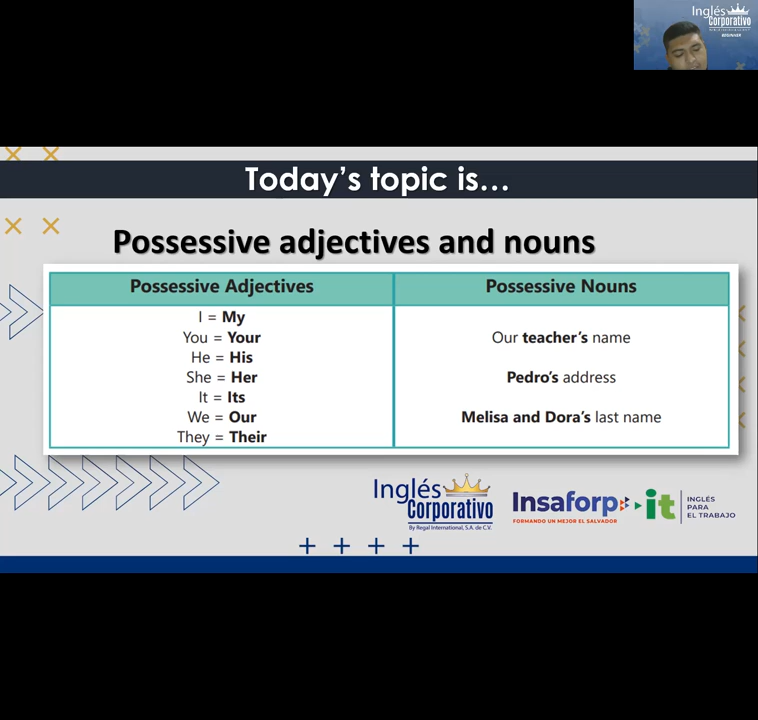 Inglés
Corporativo
BEGINNER
Today's topic is...
Possessive adjectives and nouns
Possessive Adjectives
I = My
You = Your
He = His
She = Her
It = Its
We = Our
They = Their
Possessive Nouns
Our teacher's name
Pedro's address
Melisa and Dora's last name
Inglés
Corporativo
By Regal International, S.A. de C.V.
Insaforp
FORMANDO UN MEJOR EL SALVADOR
it
INGLÉS
PARA
EL TRABAJO